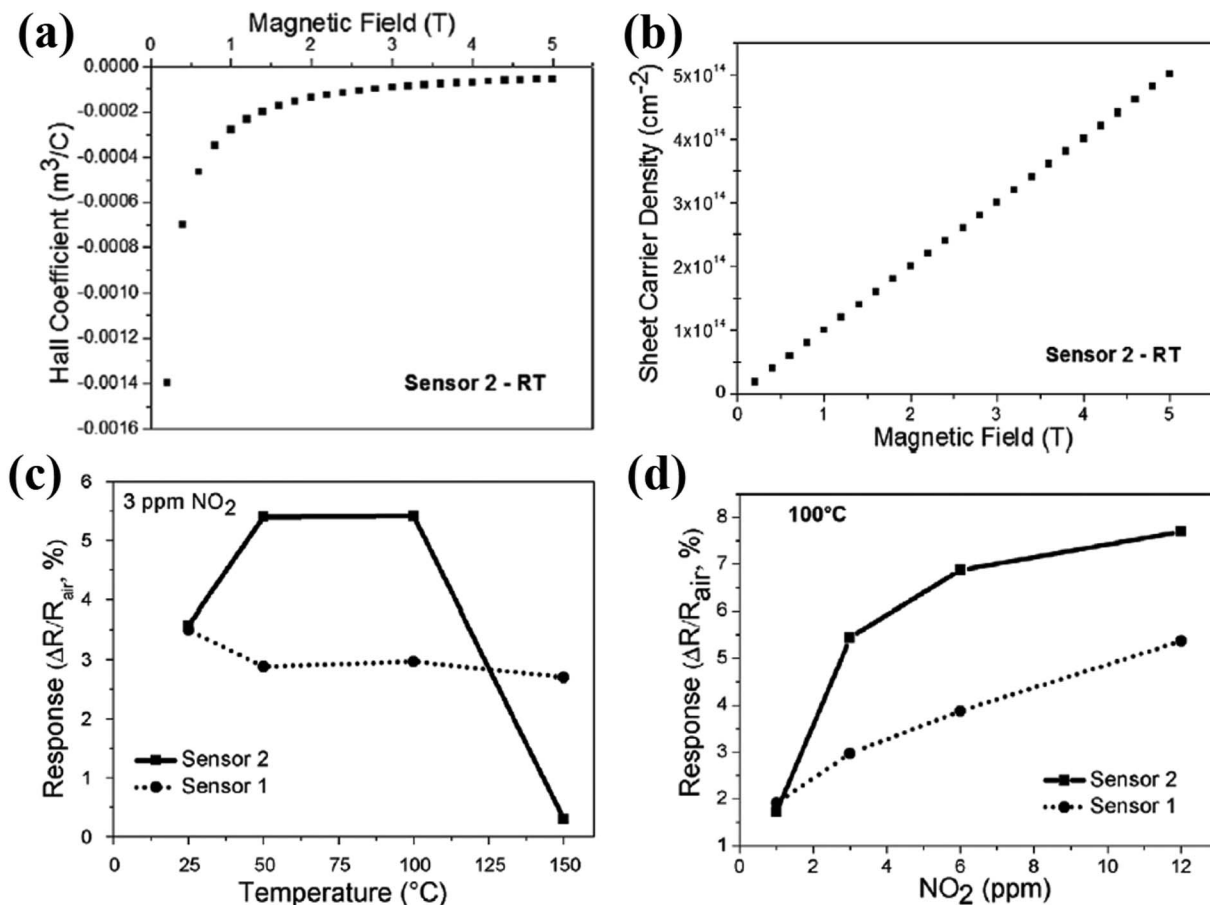 (a)
Magnetic Field (T)
0 1 2 3 4 5
0.0000
-0.0002
-0.0004
-0.0006
-0.0008
-0.0010
-0.0012
-0.0014
-0.0016
Hall Coefficient (m³/C)
Sensor 2 - RT
(b)
5x10¹⁴
4x10¹⁴
3x10¹⁴
2x10¹⁴
1x10¹⁴
0
Sheet Carrier Density (cm⁻²)
Sensor 2 - RT
0 1 2 3 4 5
Magnetic Field (T)
(c)
3 ppm NO₂
6
5
4
3
2
1
0
Response (ΔR/Rair, %)
Sensor 2
Sensor 1
0 25 50 75 100 125 150
Temperature (°C)
(d)
100°C
8
7
6
5
4
3
2
1
Response (ΔR/Rair, %)
Sensor 2
Sensor 1
0 2 4 6 8 10 12
NO₂ (ppm)